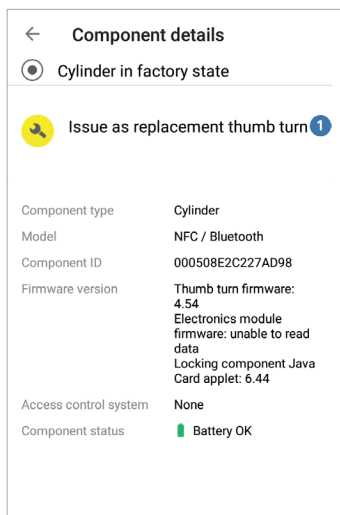 Component details
Cylinder in factory state
Issue as replacement thumb turn 1
Component type Cylinder
Model NFC / Bluetooth
Component ID 000508E2C227AD98
Firmware version Thumb turn firmware:
4.54
Electronics module
firmware: unable to read
data
Locking component Java
Card applet: 6.44
Access control system None
Component status Battery OK